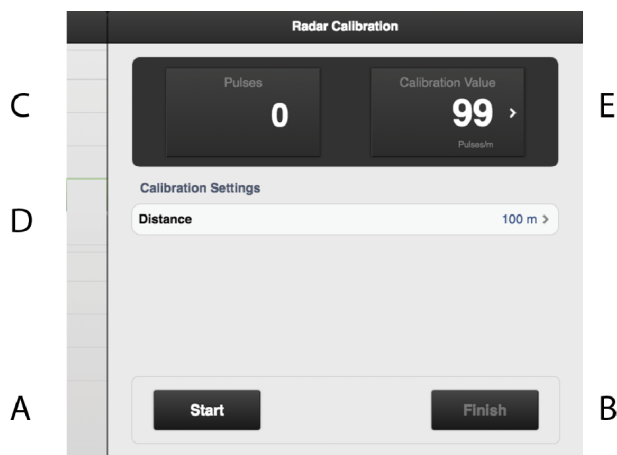 Radar Calibration
Pulses
Calibration Value
C
0
99 >
E
Pulses/m
Calibration Settings
D
Distance
100 m >
A
Start
Finish
B